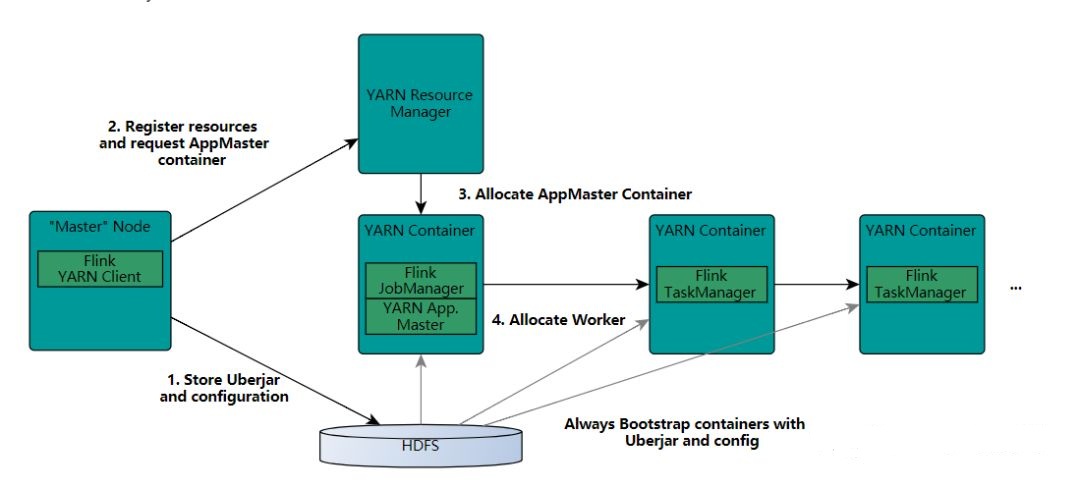 YARN Resource
Manager
2. Register resources
and request AppMaster
container
3. Allocate AppMaster Container
"Master" Node
Flink
YARN Client
YARN Container
Flink
JobManager
YARN App.
Master
4. Allocate Worker
YARN Container
Flink
TaskManager
YARN Container
Flink
TaskManager
...
1. Store Uberjar
and configuration
HDFS
Always Bootstrap containers with
Uberjar and config